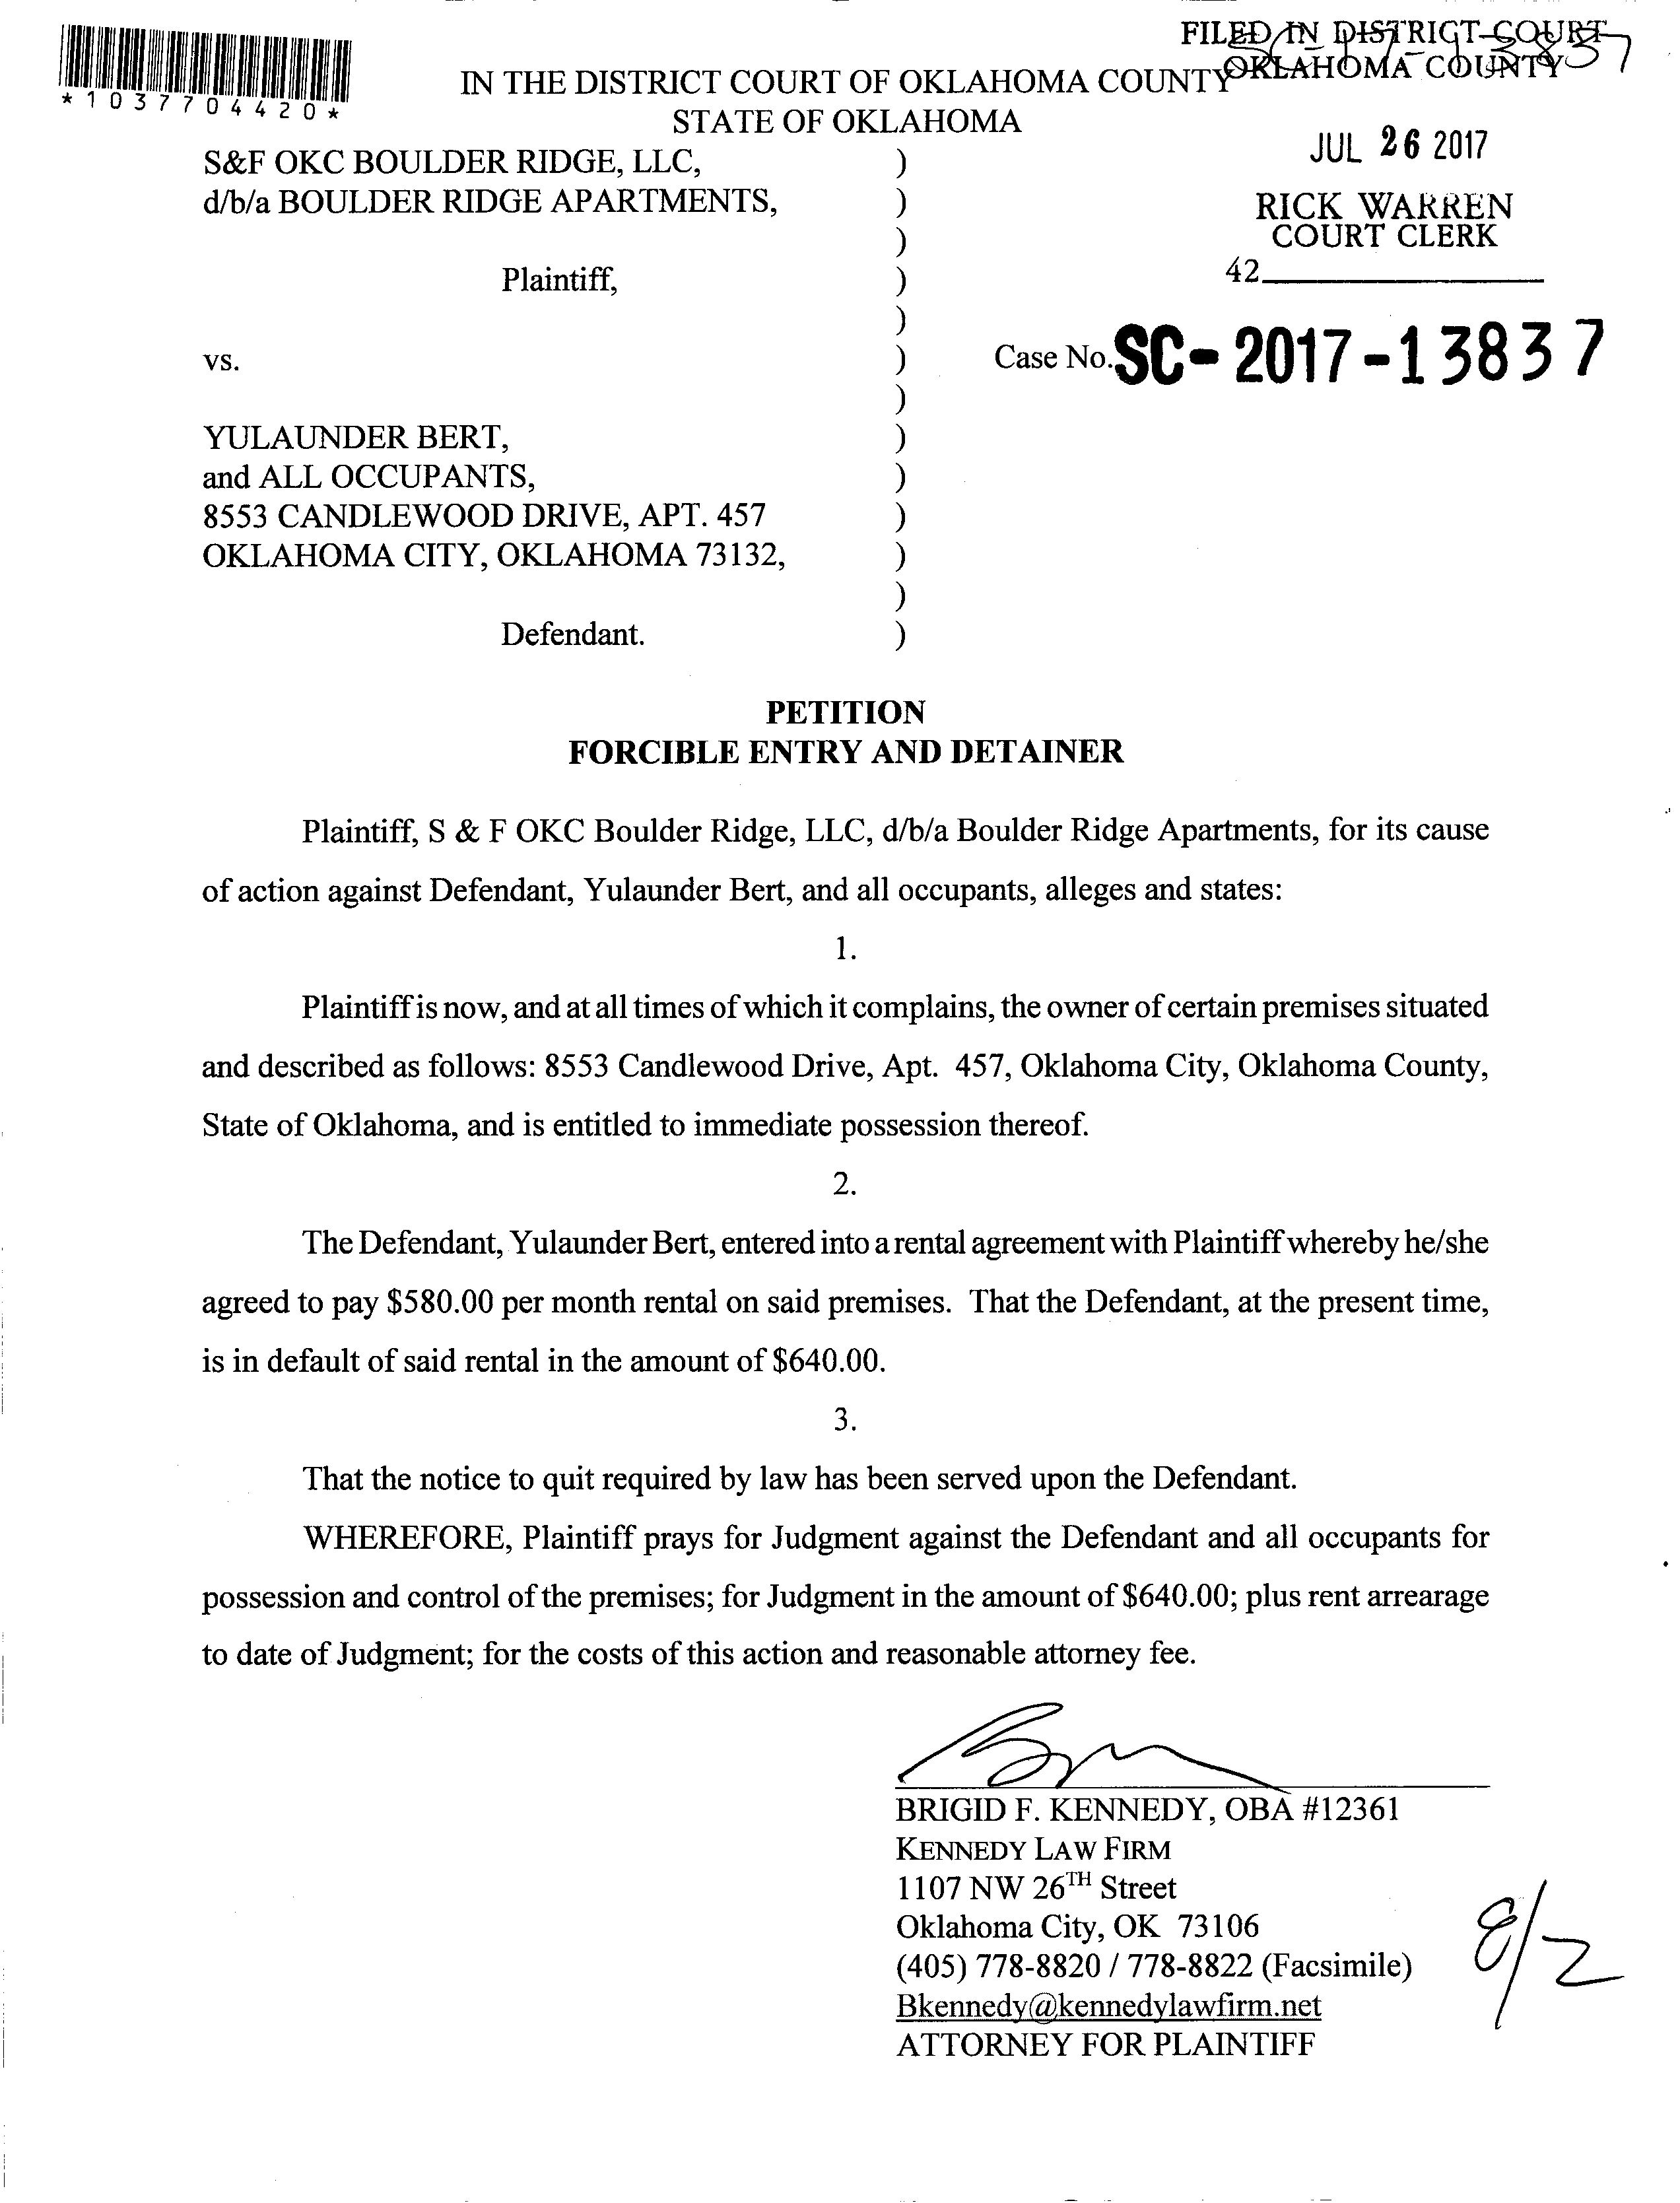 *1037704420*
FILED IN DISTRICT COURT
OKLAHOMA COUNTY
IN THE DISTRICT COURT OF OKLAHOMA COUNTY
STATE OF OKLAHOMA
JUL 26 2017
RICK WARREN
COURT CLERK
42
S&F OKC BOULDER RIDGE, LLC, )
d/b/a BOULDER RIDGE APARTMENTS, )
)
Plaintiff, )
)
vs. ) Case No. SC-2017-13837
)
YULAUNDER BERT, )
and ALL OCCUPANTS, )
8553 CANDLEWOOD DRIVE, APT. 457 )
OKLAHOMA CITY, OKLAHOMA 73132, )
)
Defendant. )
PETITION
FORCIBLE ENTRY AND DETAINER
Plaintiff, S & F OKC Boulder Ridge, LLC, d/b/a Boulder Ridge Apartments, for its cause
of action against Defendant, Yulaunder Bert, and all occupants, alleges and states:
1.
Plaintiff is now, and at all times of which it complains, the owner of certain premises situated
and described as follows: 8553 Candlewood Drive, Apt. 457, Oklahoma City, Oklahoma County,
State of Oklahoma, and is entitled to immediate possession thereof.
2.
The Defendant, Yulaunder Bert, entered into a rental agreement with Plaintiff whereby he/she
agreed to pay $580.00 per month rental on said premises. That the Defendant, at the present time,
is in default of said rental in the amount of $640.00.
3.
That the notice to quit required by law has been served upon the Defendant.
WHEREFORE, Plaintiff prays for Judgment against the Defendant and all occupants for
possession and control of the premises; for Judgment in the amount of $640.00; plus rent arrearage
to date of Judgment; for the costs of this action and reasonable attorney fee.
BRIGID F. KENNEDY, OBA #12361
KENNEDY LAW FIRM
1107 NW 26TH Street
Oklahoma City, OK 73106
(405) 778-8820 / 778-8822 (Facsimile)
Bkennedy@kennedylawfirm.net
ATTORNEY FOR PLAINTIFF
8/2